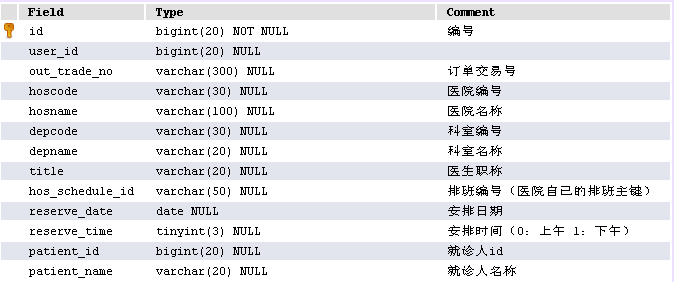 Field Type Comment
id bigint(20) NOT NULL 编号
user_id bigint(20) NULL
out_trade_no varchar(300) NULL 订单交易号
hoscode varchar(30) NULL 医院编号
hosname varchar(100) NULL 医院名称
depcode varchar(30) NULL 科室编号
depname varchar(20) NULL 科室名称
title varchar(20) NULL 医生职称
hos_schedule_id varchar(50) NULL 排班编号（医院自己的排班主键）
reserve_date date NULL 安排日期
reserve_time tinyint(3) NULL 安排时间（0：上午 1：下午）
patient_id bigint(20) NULL 就诊人id
patient_name varchar(20) NULL 就诊人名称